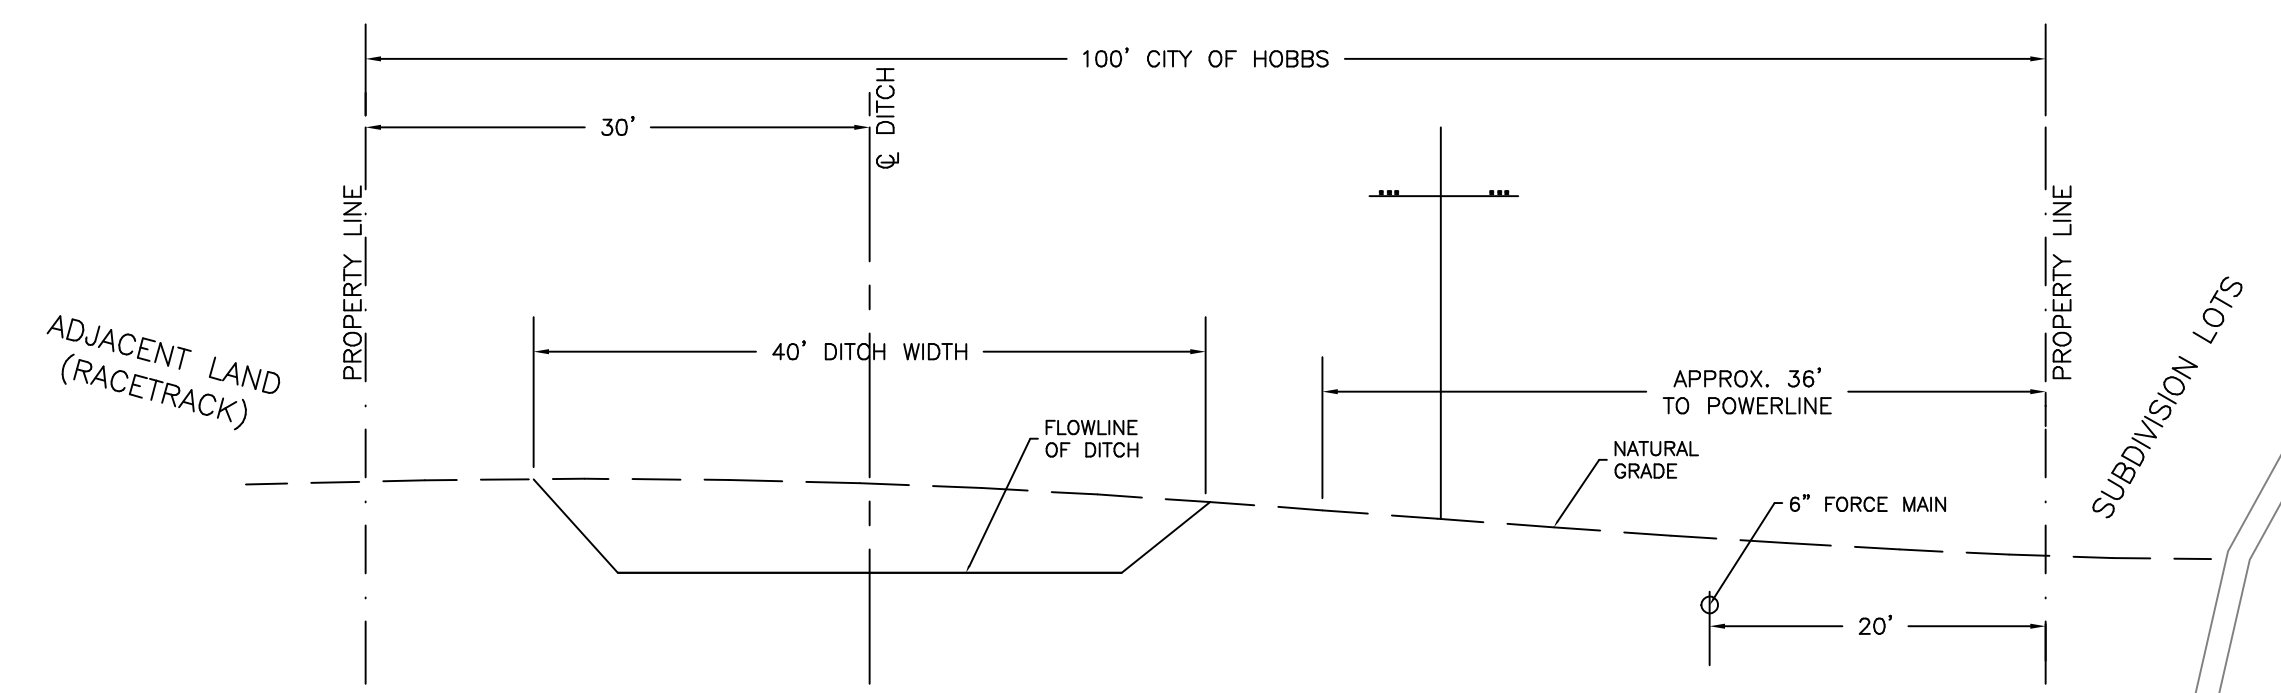 100' CITY OF HOBBS
30'
℄ DITCH
PROPERTY LINE
PROPERTY LINE
ADJACENT LAND
(RACETRACK)
40' DITCH WIDTH
APPROX. 36'
TO POWERLINE
FLOWLINE
OF DITCH
NATURAL
GRADE
SUBDIVISION LOTS
6" FORCE MAIN
20'